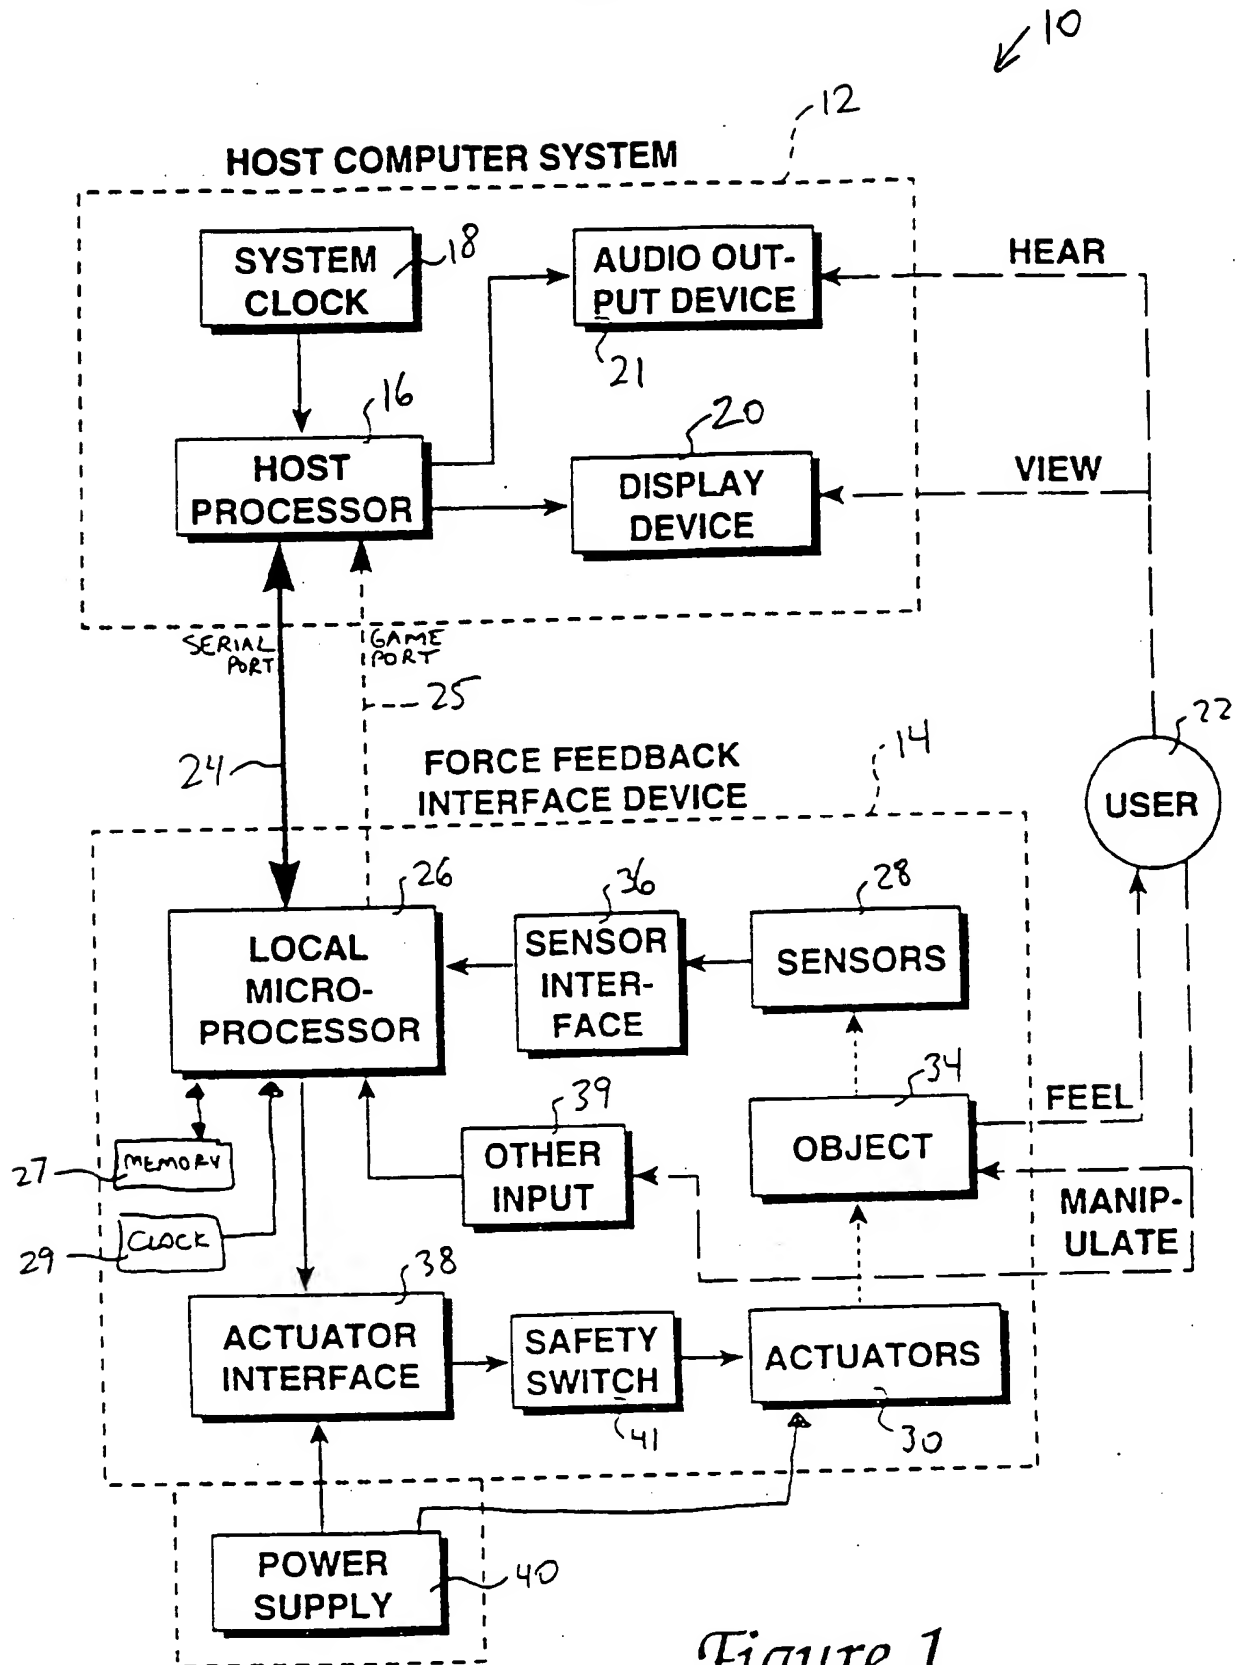 10
12
HOST COMPUTER SYSTEM
SYSTEM
CLOCK
18
AUDIO OUT-
PUT DEVICE
21
HEAR
16
HOST
PROCESSOR
20
DISPLAY
DEVICE
VIEW
SERIAL
PORT
GAME
PORT
25
24
FORCE FEEDBACK
INTERFACE DEVICE
14
22
USER
26
LOCAL
MICRO-
PROCESSOR
36
SENSOR
INTER-
FACE
28
SENSORS
34
OBJECT
FEEL
39
OTHER
INPUT
MANIP-
ULATE
27
MEMORY
29
CLOCK
38
ACTUATOR
INTERFACE
SAFETY
SWITCH
41
ACTUATORS
30
POWER
SUPPLY
40
Figure 1